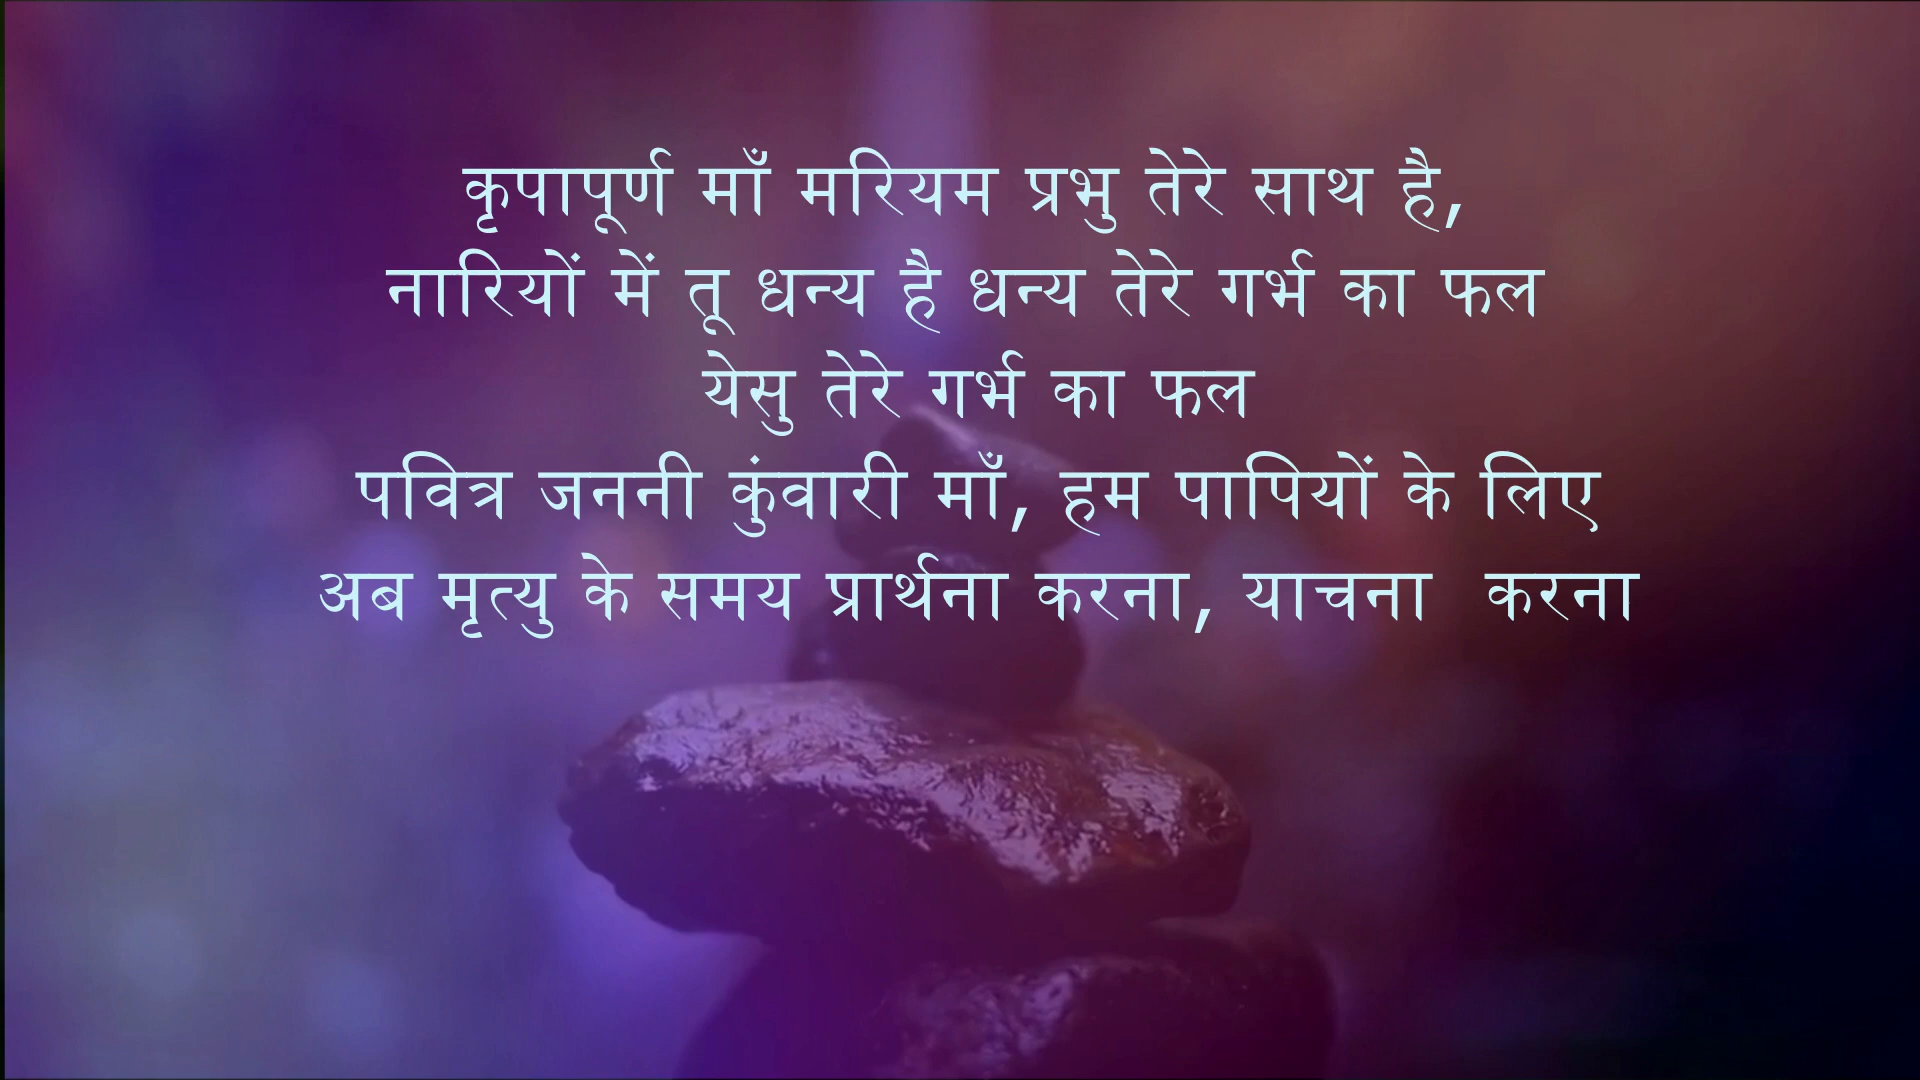 कृपापूर्ण माँ मरियम प्रभु तेरे साथ है,
नारियों में तू धन्य है धन्य तेरे गर्भ का फल
येसु तेरे गर्भ का फल
पवित्र जननी कुंवारी माँ, हम पापियों के लिए
अब मृत्यु के समय प्रार्थना करना, याचना  करना